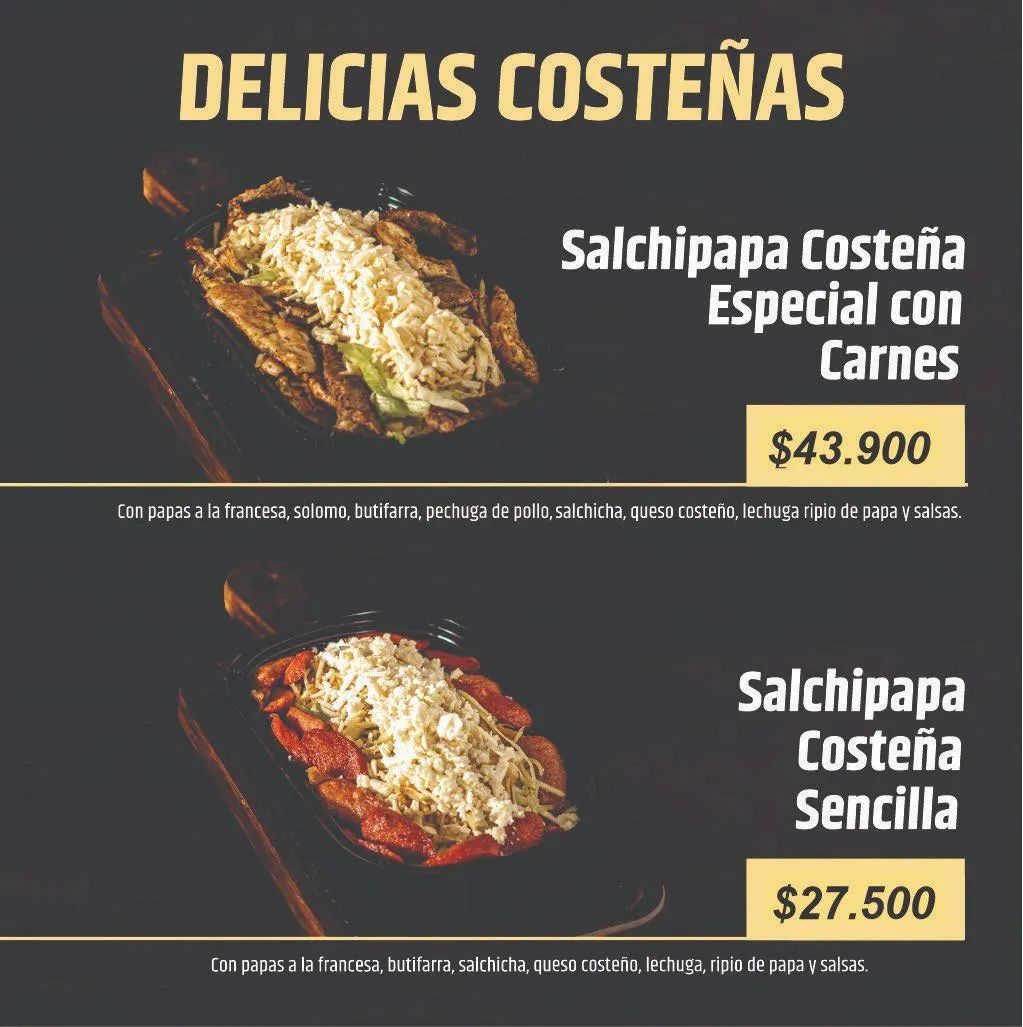 DELICIAS COSTEÑAS
Salchipapa Costeña
Especial con
Carnes
$43.900
Con papas a la francesa, solomo, butifarra, pechuga de pollo, salchicha, queso costeño, lechuga ripio de papa y salsas.
Salchipapa
Costeña
Sencilla
$27.500
Con papas a la francesa, butifarra, salchicha, queso costeño, lechuga, ripio de papa y salsas.